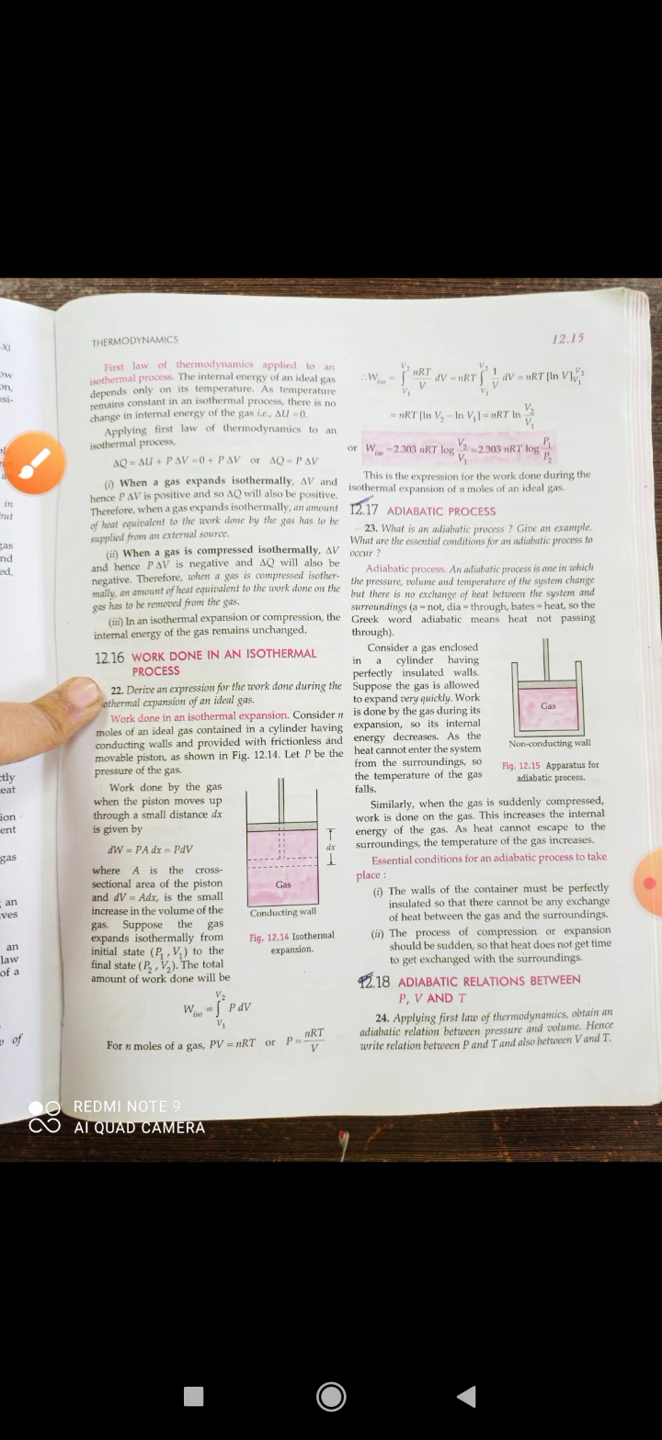 THERMODYNAMICS
12.15
First law of thermodynamics applied to an
isothermal process. The internal energy of an ideal gas
depends only on its temperature. As temperature
remains constant in an isothermal process, there is no
change in internal energy of the gas i.e., ΔU = 0.
Applying first law of thermodynamics to an
isothermal process,
ΔQ = ΔU + P ΔV = 0 + P ΔV or ΔQ = P ΔV
(i) When a gas expands isothermally, ΔV and
hence P ΔV is positive and so ΔQ will also be positive.
Therefore, when a gas expands isothermally, an amount
of heat equivalent to the work done by the gas has to be
supplied from an external source.
(ii) When a gas is compressed isothermally, ΔV
and hence P ΔV is negative and ΔQ will also be
negative. Therefore, when a gas is compressed isother-
mally, an amount of heat equivalent to the work done on the
gas has to be removed from the gas.
(iii) In an isothermal expansion or compression, the
internal energy of the gas remains unchanged.
12.16 WORK DONE IN AN ISOTHERMAL
PROCESS
22. Derive an expression for the work done during the
othermal expansion of an ideal gas.
Work done in an isothermal expansion. Consider n
moles of an ideal gas contained in a cylinder having
conducting walls and provided with frictionless and
movable piston, as shown in Fig. 12.14. Let P be the
pressure of the gas.
Work done by the gas
when the piston moves up
through a small distance dx
is given by
dW = PA dx = PdV
where A is the cross-
sectional area of the piston
and dV = Adx, is the small
increase in the volume of the
gas. Suppose the gas
expands isothermally from
initial state (P₁, V₁) to the
final state (P₂, V₂). The total
amount of work done will be
dx
Gas
Conducting wall
Fig. 12.14 Isothermal
expansion.
W_iso = ∫_{V₁}^{V₂} P dV
For n moles of a gas, PV = nRT or P = nRT/V
∴ W_iso = ∫_{V₁}^{V₂} nRT/V dV = nRT ∫_{V₁}^{V₂} 1/V dV = nRT [ln V]_{V₁}^{V₂}
= nRT [ln V₂ – ln V₁] = nRT ln V₂/V₁
or W_iso = 2.303 nRT log V₂/V₁ = 2.303 nRT log P₁/P₂
This is the expression for the work done during the
isothermal expansion of n moles of an ideal gas.
12.17 ADIABATIC PROCESS
23. What is an adiabatic process ? Give an example.
What are the essential conditions for an adiabatic process to
occur ?
Adiabatic process. An adiabatic process is one in which
the pressure, volume and temperature of the system change
but there is no exchange of heat between the system and
surroundings (a = not, dia = through, bates = heat, so the
Greek word adiabatic means heat not passing
through).
Consider a gas enclosed
in a cylinder having
perfectly insulated walls.
Suppose the gas is allowed
to expand very quickly. Work
is done by the gas during its
expansion, so its internal
energy decreases. As the
heat cannot enter the system
from the surroundings, so
the temperature of the gas
falls.
Gas
Non-conducting wall
Fig. 12.15 Apparatus for
adiabatic process.
Similarly, when the gas is suddenly compressed,
work is done on the gas. This increases the internal
energy of the gas. As heat cannot escape to the
surroundings, the temperature of the gas increases.
Essential conditions for an adiabatic process to take
place :
(i) The walls of the container must be perfectly
insulated so that there cannot be any exchange
of heat between the gas and the surroundings.
(ii) The process of compression or expansion
should be sudden, so that heat does not get time
to get exchanged with the surroundings.
12.18 ADIABATIC RELATIONS BETWEEN
P, V AND T
24. Applying first law of thermodynamics, obtain an
adiabatic relation between pressure and volume. Hence
write relation between P and T and also between V and T.
REDMI NOTE 9
AI QUAD CAMERA